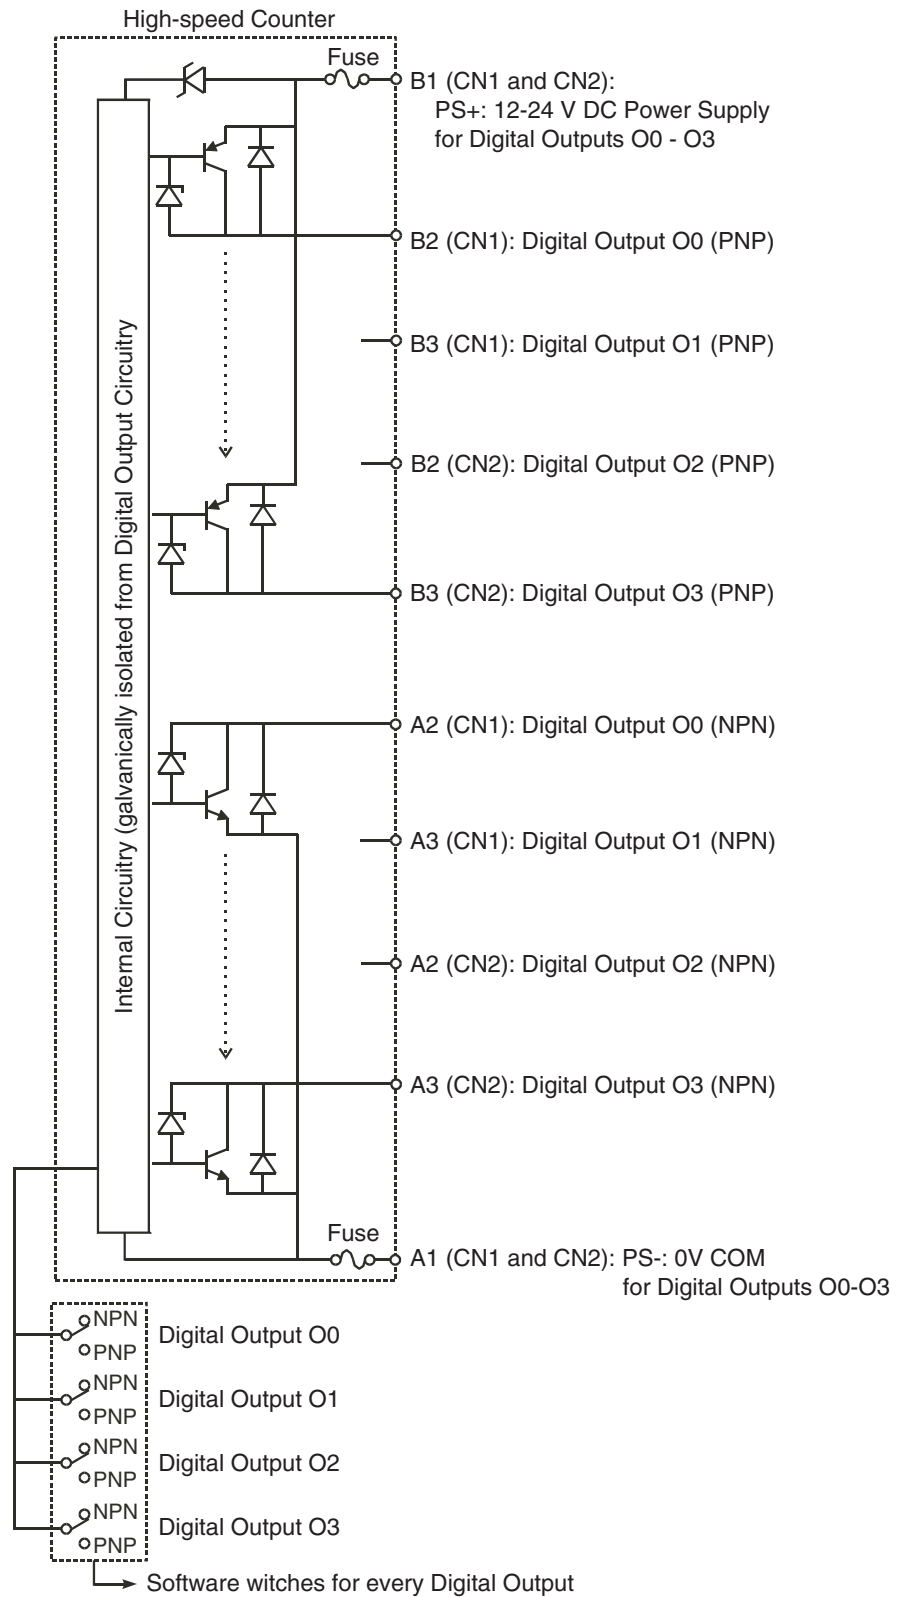 High-speed Counter
Fuse
B1 (CN1 and CN2):
PS+: 12-24 V DC Power Supply
for Digital Outputs O0 - O3
B2 (CN1): Digital Output O0 (PNP)
B3 (CN1): Digital Output O1 (PNP)
B2 (CN2): Digital Output O2 (PNP)
B3 (CN2): Digital Output O3 (PNP)
Internal Circuitry (galvanically isolated from Digital Output Circuitry
A2 (CN1): Digital Output O0 (NPN)
A3 (CN1): Digital Output O1 (NPN)
A2 (CN2): Digital Output O2 (NPN)
A3 (CN2): Digital Output O3 (NPN)
Fuse
A1 (CN1 and CN2): PS-: 0V COM
for Digital Outputs O0-O3
NPN
Digital Output O0
PNP
NPN
Digital Output O1
PNP
NPN
Digital Output O2
PNP
NPN
Digital Output O3
PNP
Software witches for every Digital Output